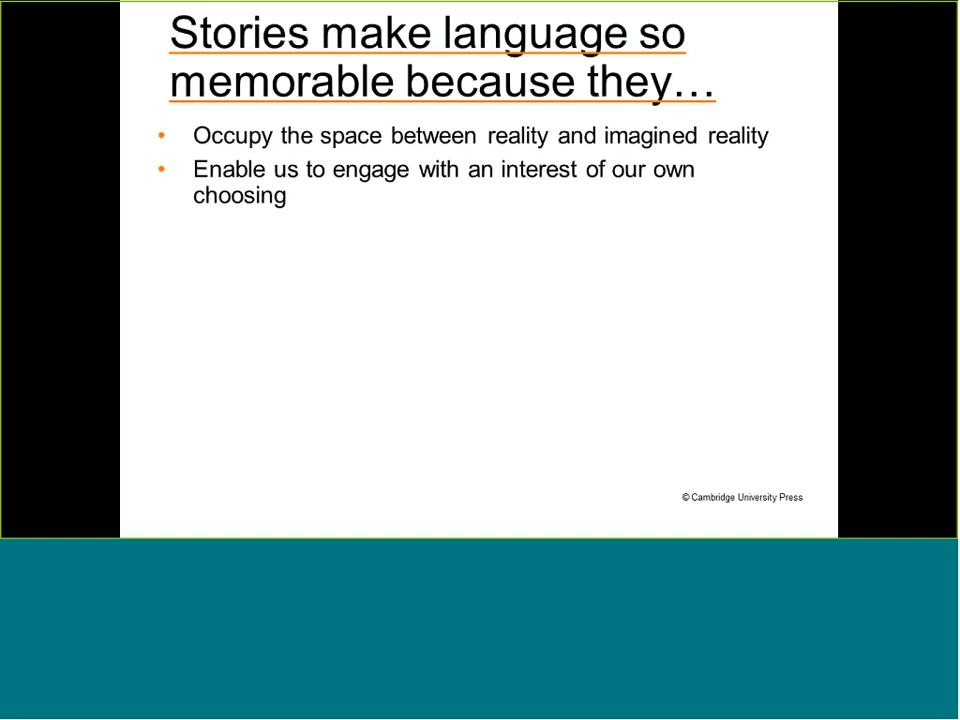 Stories make language so
memorable because they…
• Occupy the space between reality and imagined reality
• Enable us to engage with an interest of our own
choosing
© Cambridge University Press